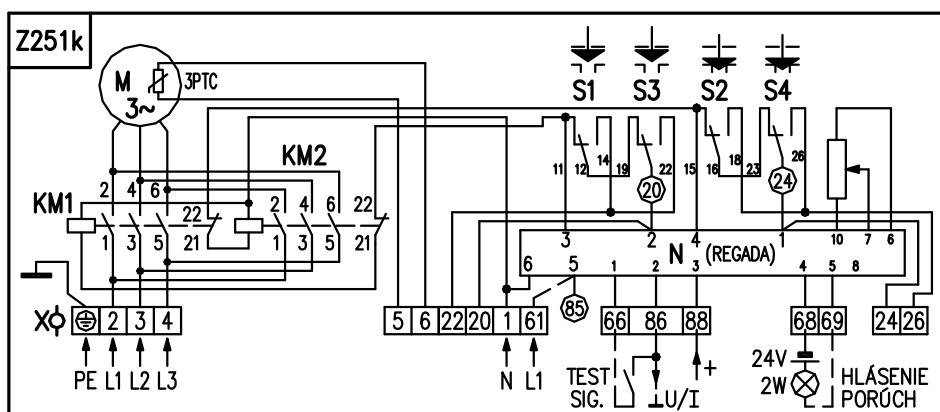 Z251k
M
3~
3PTC
S1 S3 S2 S4
KM2
KM1
2 4 6
22
21
1 3 5
2 4 6
22
21
1 3 5
11 12 14 19 22 15 16 18 23 26
20
24
3 2 4 1 10 7 6
N (REGADA)
6 5 1 2 3 4 5 8
85
X
2 3 4
5 6 22 20 1 61
66 86 88
68 69
24 26
PE L1 L2 L3
N L1
TEST
SIG.
U/I
+
24V
2W
HLÁSENIE
PORÚCH